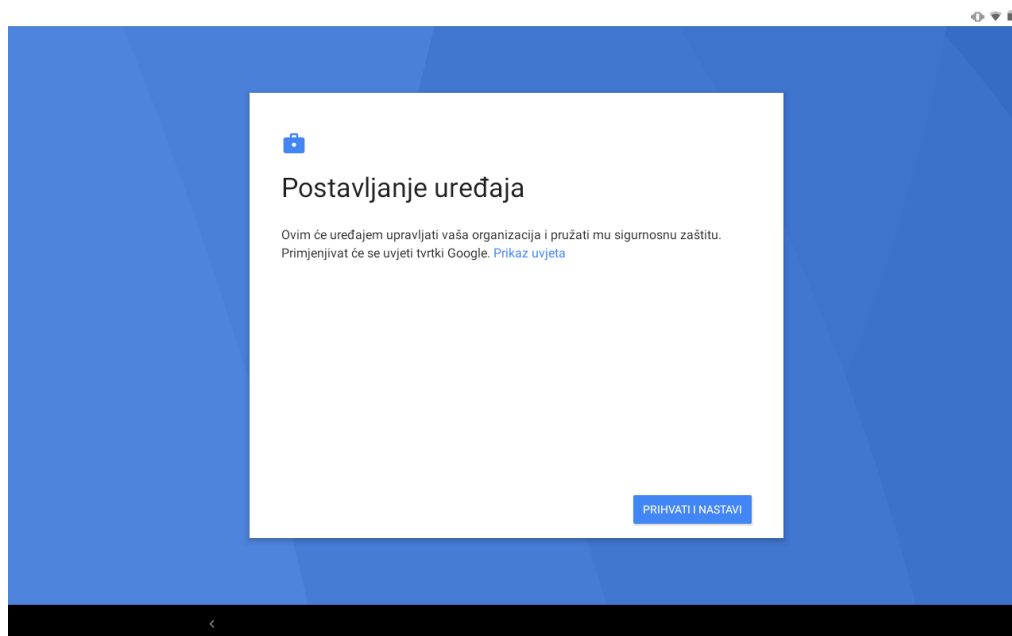 Postavljanje uređaja
Ovim će uređajem upravljati vaša organizacija i pružati mu sigurnosnu zaštitu.
Primjenjivat će se uvjeti tvrtki Google. Prikaz uvjeta
PRIHVATI I NASTAVI